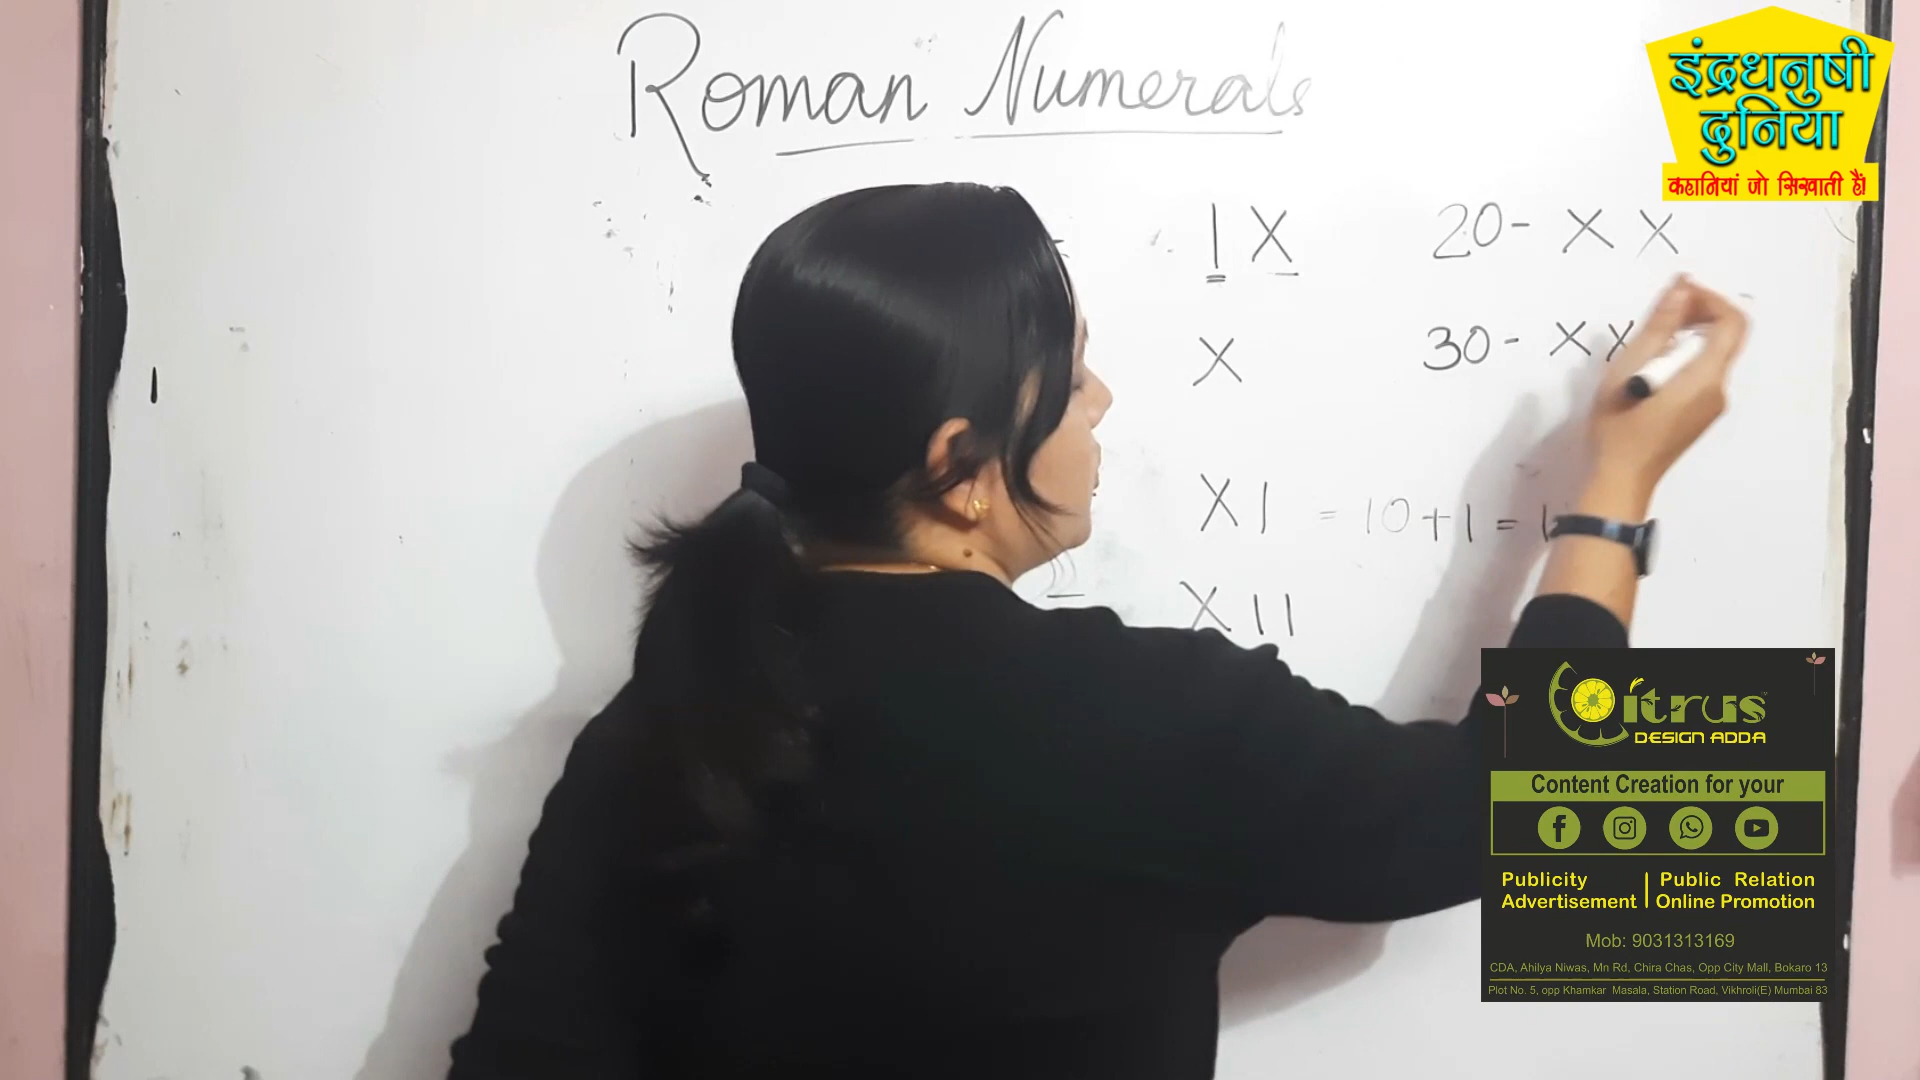 Roman Numerals
इंद्रधनुषी
दुनिया
कहानियां जो सिखाती हैं।
IX
20- XX
X
30- XX
XI = 10+1=1
XII
Citrus
DESIGN ADDA
Content Creation for your
Publicity | Public Relation
Advertisement | Online Promotion
Mob: 9031313169
CDA, Ahilya Niwas, Mn Rd, Chira Chas, Opp City Mall, Bokaro 13
Plot No. 5, opp Khamkar Masala, Station Road, Vikhroli(E) Mumbai 83